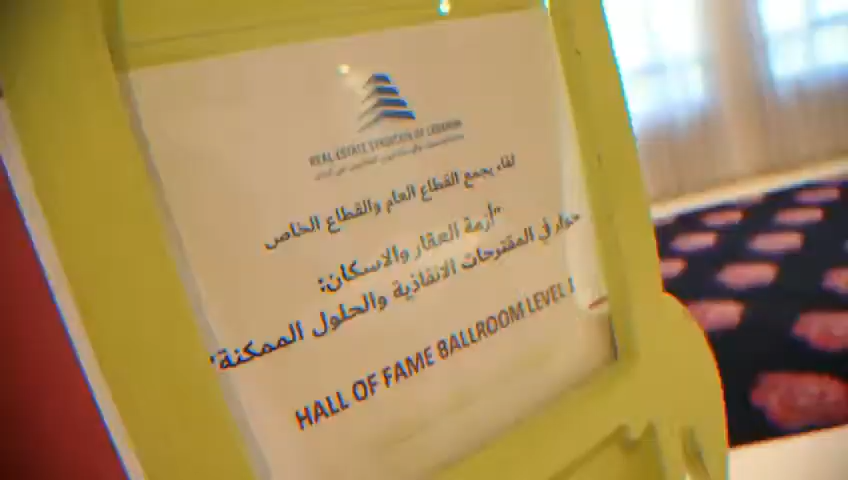 REAL ESTATE SYNDICATE OF LEBANON
لقاء يجمع القطاع العام والقطاع الخاص
"أزمة العقار والاسكان:
حوار في المقترحات الانقاذية والحلول الممكنة"
HALL OF FAME BALLROOM LEVEL